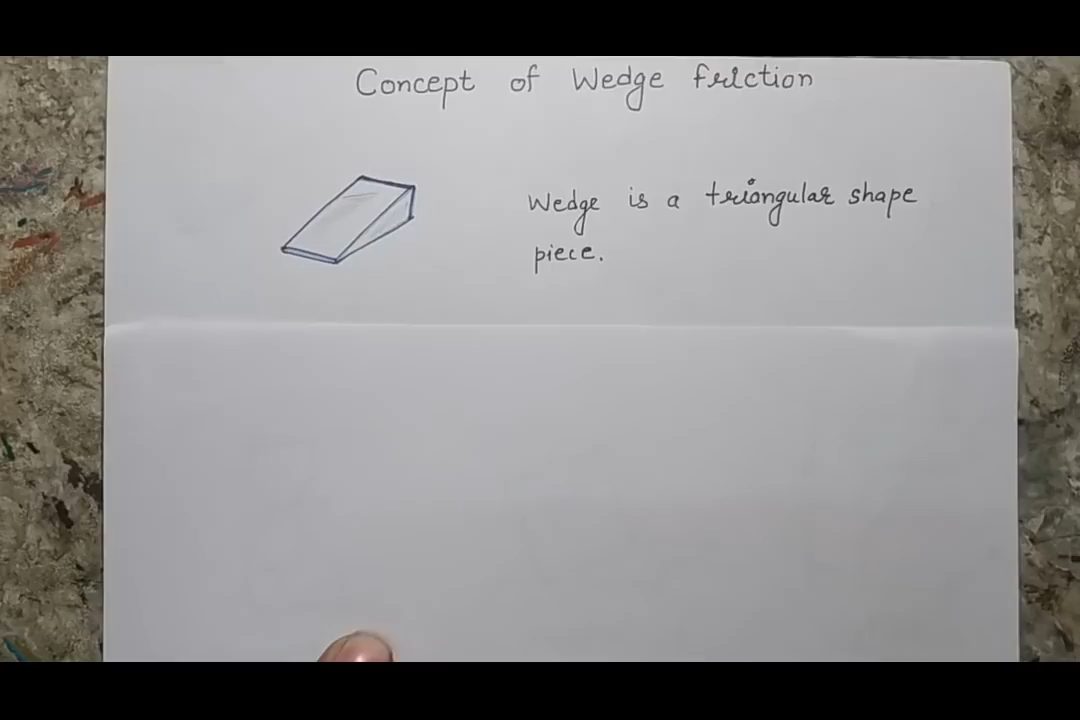 Concept of Wedge friction
Wedge is a triangular shape
piece.